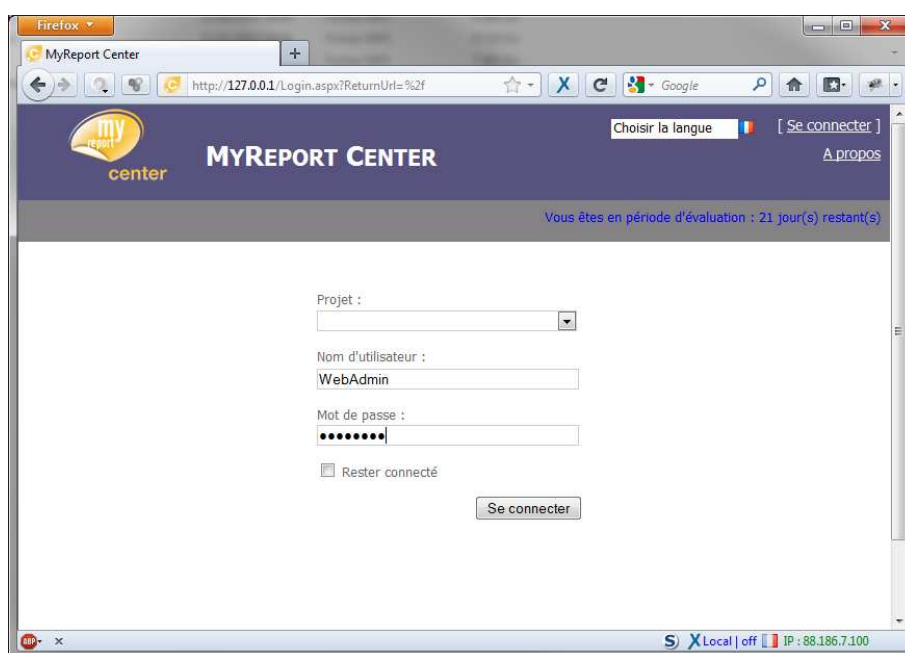 Firefox
MyReport Center
http://127.0.0.1/Login.aspx?ReturnUrl=%2f
Google
my
report
center
MYREPORT CENTER
Choisir la langue
[ Se connecter ]
A propos
Vous êtes en période d'évaluation : 21 jour(s) restant(s)
Projet :
Nom d'utilisateur :
WebAdmin
Mot de passe :
••••••••
Rester connecté
Se connecter
ABP
Local | off
IP : 88.186.7.100